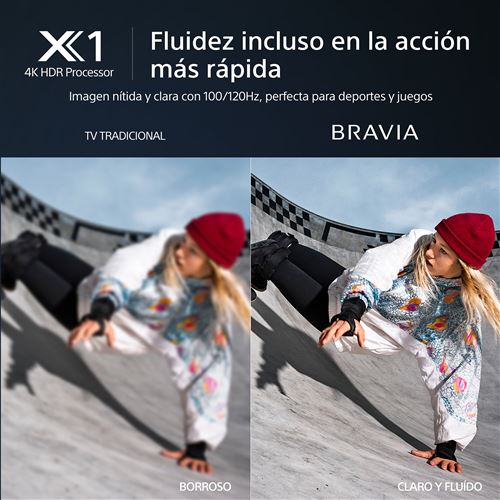 X1
4K HDR Processor
Fluidez incluso en la acción
más rápida
Imagen nítida y clara con 100/120Hz, perfecta para deportes y juegos
TV TRADICIONAL
BRAVIA
BORROSO
CLARO Y FLUÍDO